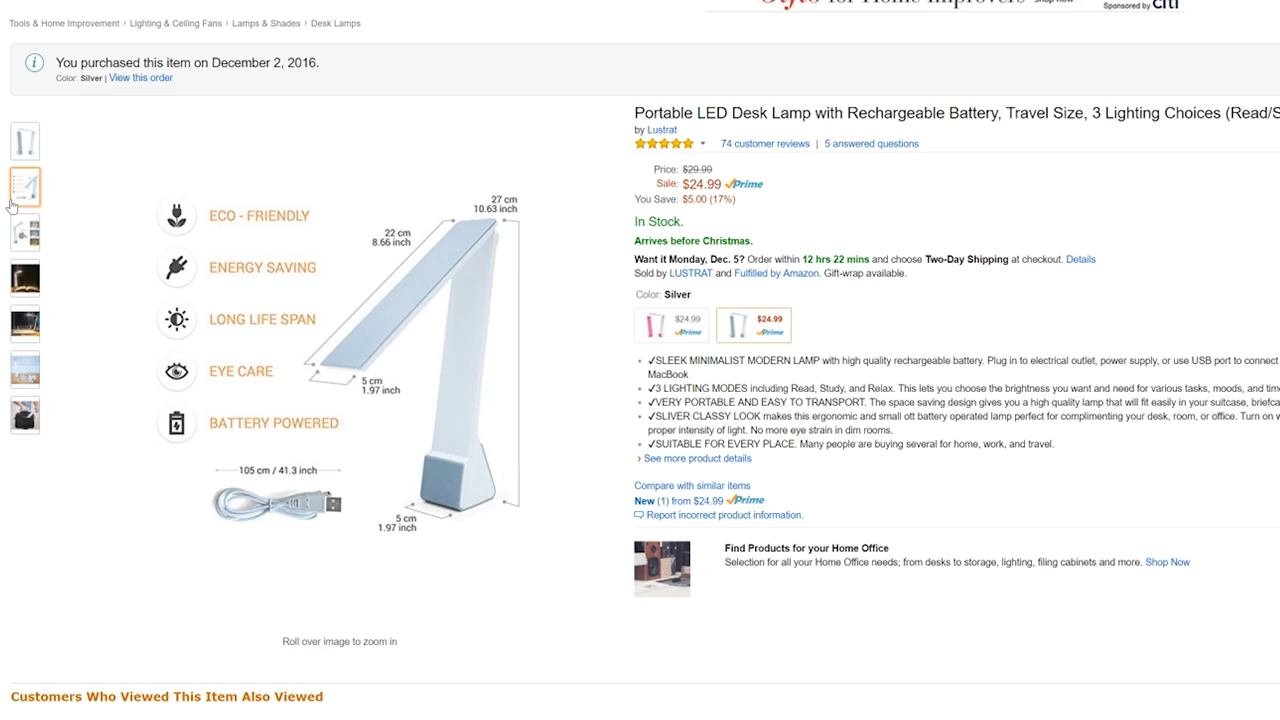 Gifts for Home Improvers Shop now
Sponsored by citi
Tools & Home Improvement › Lighting & Ceiling Fans › Lamps & Shades › Desk Lamps
You purchased this item on December 2, 2016.
Color: Silver | View this order
Portable LED Desk Lamp with Rechargeable Battery, Travel Size, 3 Lighting Choices (Read/S
by Lustrat
74 customer reviews | 5 answered questions
Price: $29.99
Sale: $24.99 Prime
You Save: $5.00 (17%)
In Stock.
Arrives before Christmas.
Want it Monday, Dec. 5? Order within 12 hrs 22 mins and choose Two-Day Shipping at checkout. Details
Sold by LUSTRAT and Fulfilled by Amazon. Gift-wrap available.
Color: Silver
$24.99 Prime
$24.99 Prime
• ✓SLEEK MINIMALIST MODERN LAMP with high quality rechargeable battery. Plug in to electrical outlet, power supply, or use USB port to connect
MacBook
• ✓3 LIGHTING MODES including Read, Study, and Relax. This lets you choose the brightness you want and need for various tasks, moods, and tim
• ✓VERY PORTABLE AND EASY TO TRANSPORT. The space saving design gives you a high quality lamp that will fit easily in your suitcase, briefca
• ✓SLIVER CLASSY LOOK makes this ergonomic and small ott battery operated lamp perfect for complimenting your desk, room, or office. Turn on
proper intensity of light. No more eye strain in dim rooms.
• ✓SUITABLE FOR EVERY PLACE. Many people are buying several for home, work, and travel.
› See more product details
Compare with similar items
New (1) from $24.99 Prime
Report incorrect product information.
Find Products for your Home Office
Selection for all your Home Office needs; from desks to storage, lighting, filing cabinets and more. Shop Now
ECO - FRIENDLY
ENERGY SAVING
LONG LIFE SPAN
EYE CARE
BATTERY POWERED
27 cm
10.63 inch
22 cm
8.66 inch
5 cm
1.97 inch
105 cm / 41.3 inch
5 cm
1.97 inch
Roll over image to zoom in
Customers Who Viewed This Item Also Viewed